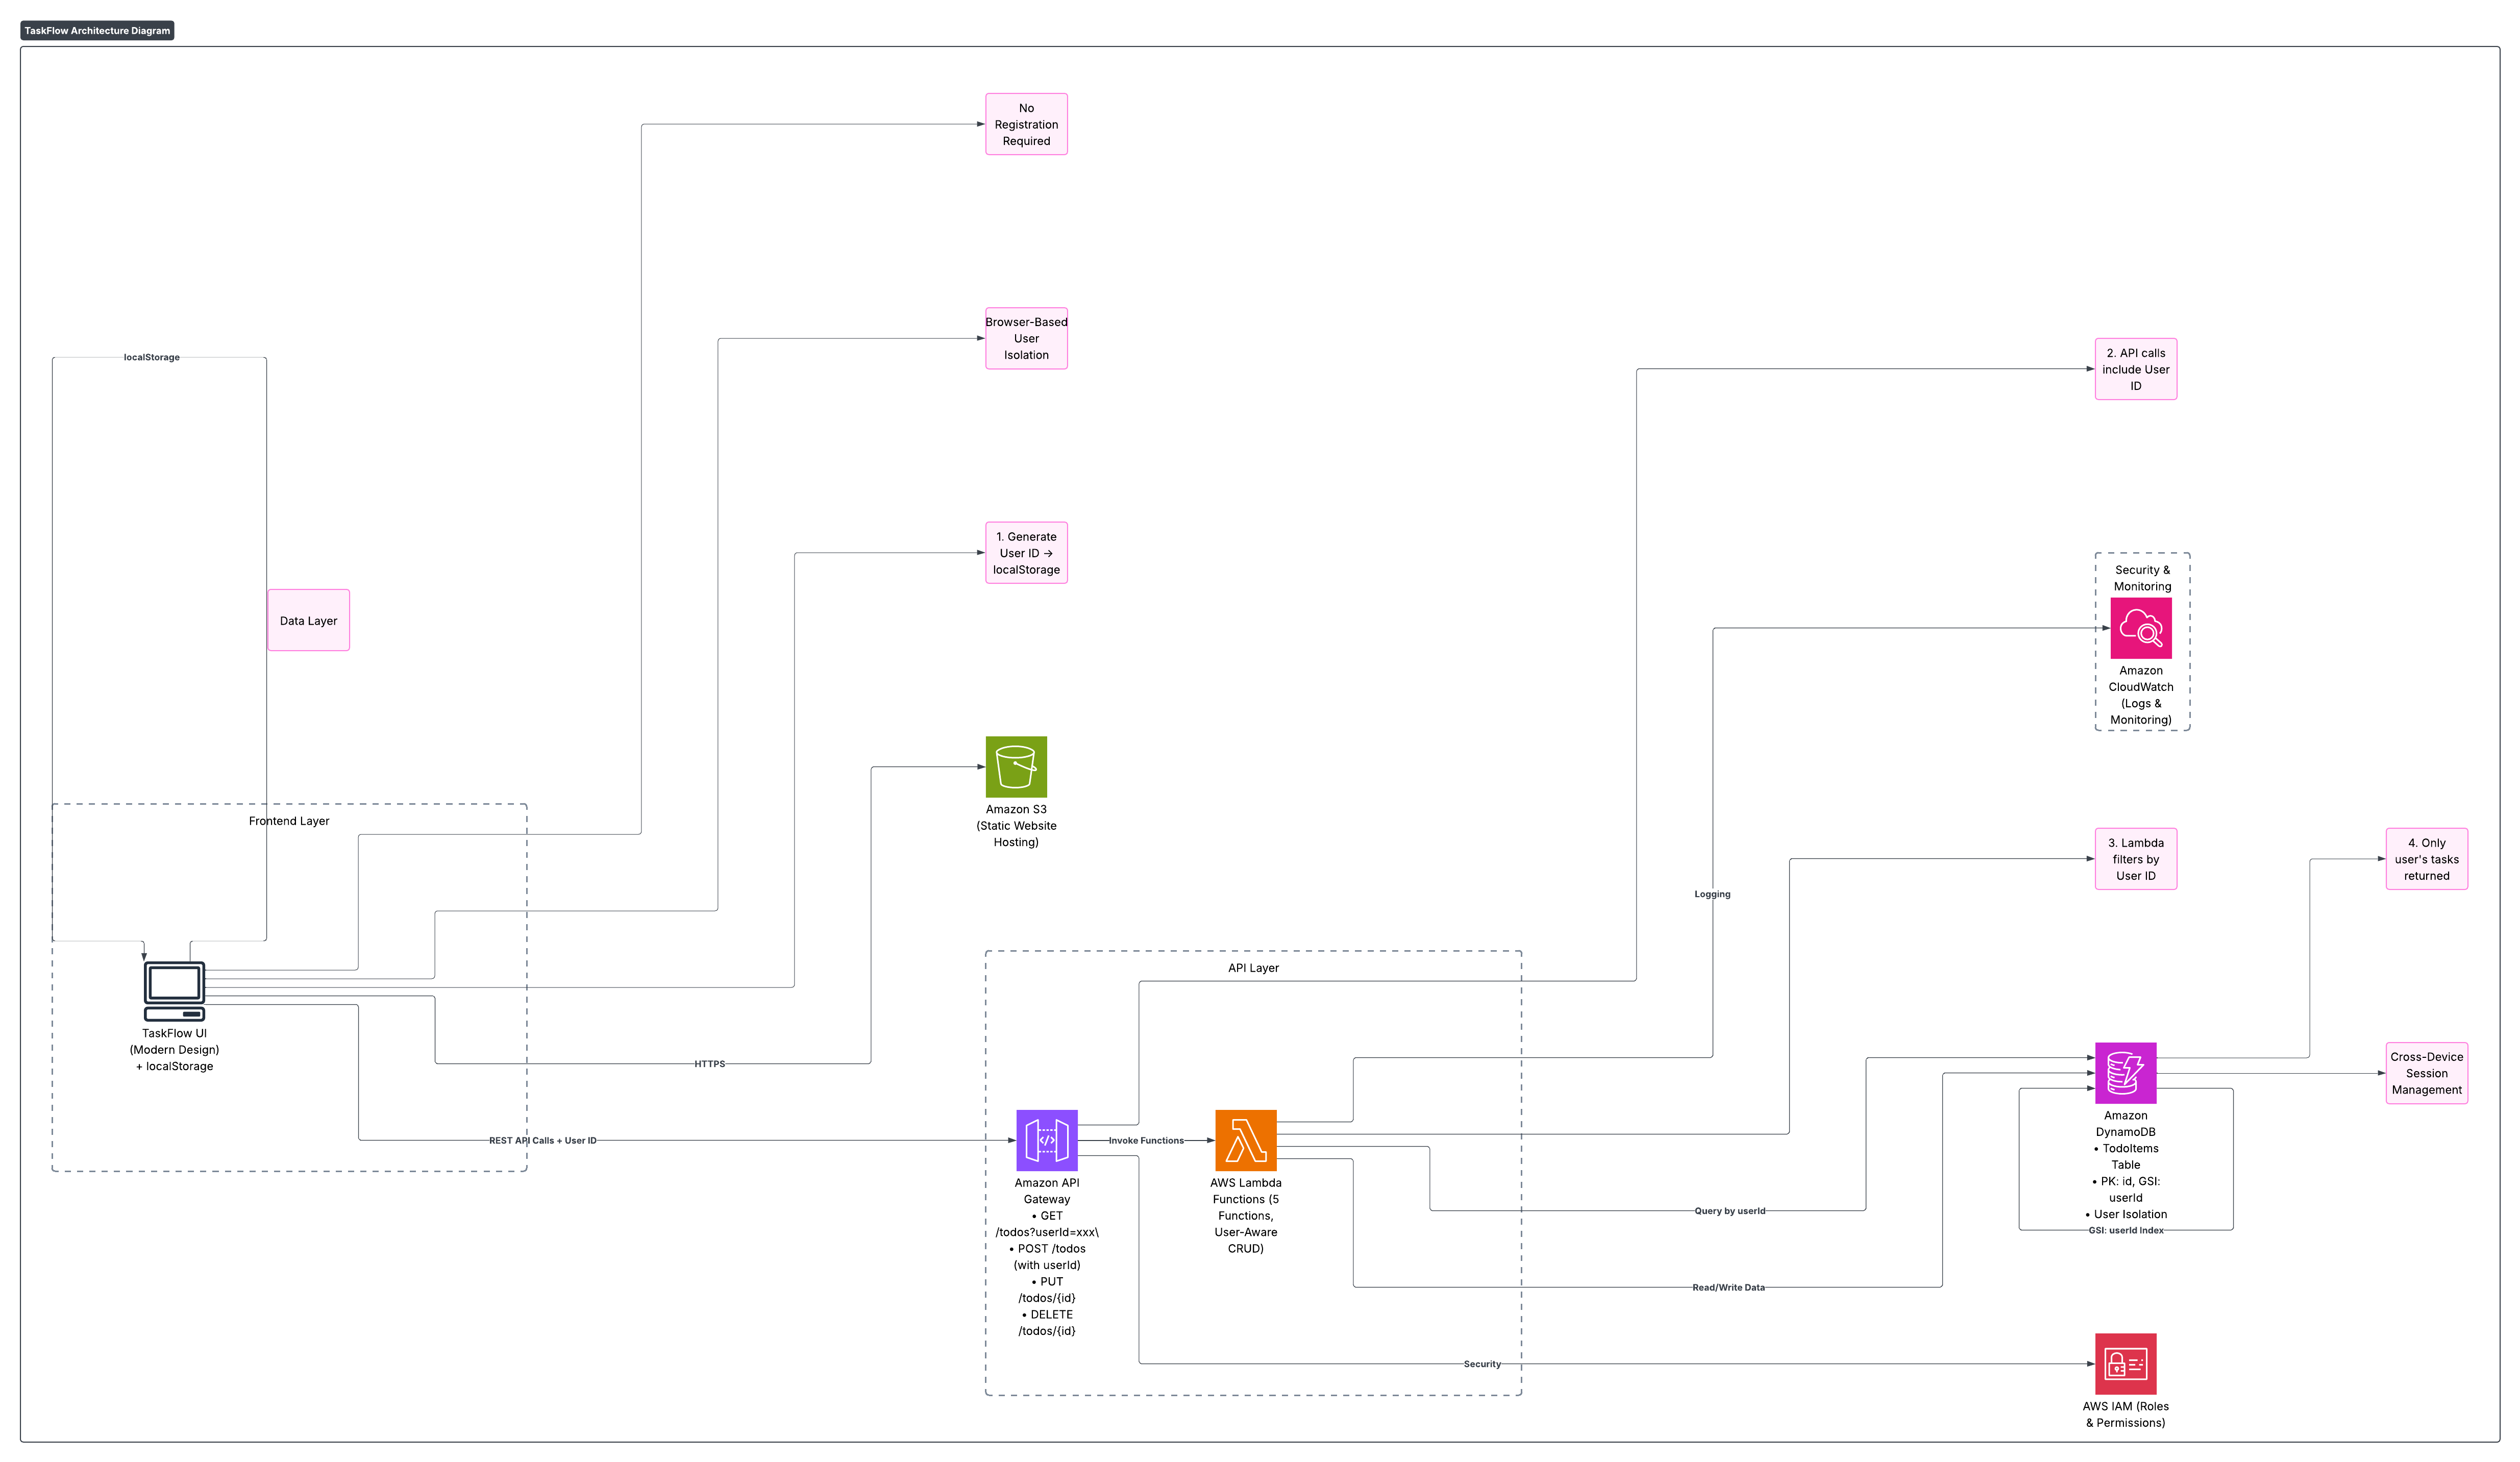 TaskFlow Architecture Diagram
No
Registration
Required
Browser-Based
User
Isolation
localStorage
2. API calls
include User
ID
1. Generate
User ID →
localStorage
Data Layer
Security &
Monitoring
Amazon
CloudWatch
(Logs &
Monitoring)
Frontend Layer
Amazon S3
(Static Website
Hosting)
3. Lambda
filters by
User ID
4. Only
user's tasks
returned
Logging
API Layer
TaskFlow UI
(Modern Design)
+ localStorage
HTTPS
Cross-Device
Session
Management
REST API Calls + User ID
Invoke Functions
Amazon API
Gateway
• GET
/todos?userId=xxx\
• POST /todos
(with userId)
• PUT
/todos/{id}
• DELETE
/todos/{id}
AWS Lambda
Functions (5
Functions,
User-Aware
CRUD)
Query by userId
Amazon
DynamoDB
• TodoItems
Table
• PK: id, GSI:
userId
• User Isolation
GSI: userId Index
Read/Write Data
Security
AWS IAM (Roles
& Permissions)